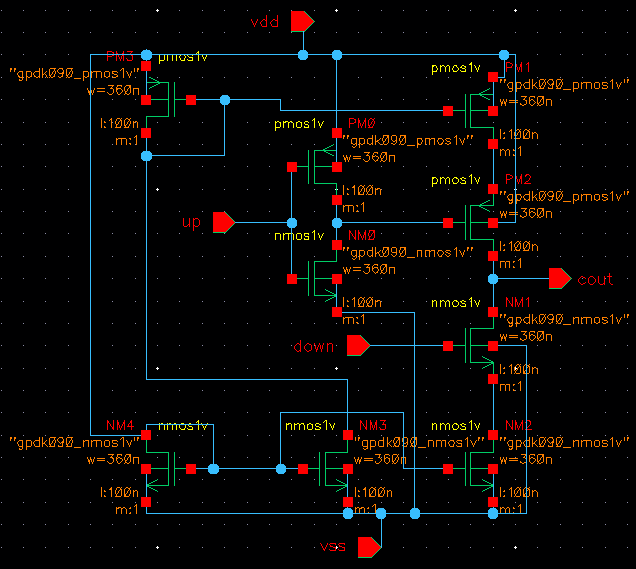 vdd
PM3 pmos1v
"gpdk090_pmos1v"
w=360n
l:100n
m:1
pmos1v PM1
"gpdk090_pmos1v"
w=360n
l:100n
m:1
pmos1v PM0
"gpdk090_pmos1v"
w=360n
l:100n
m:1
pmos1v PM2
"gpdk090_pmos1v"
w=360n
l:100n
m:1
up
nmos1v NM0
"gpdk090_nmos1v"
w=360n
l:100n
m:1
cout
nmos1v NM1
"gpdk090_nmos1v"
w=360n
l:100n
m:1
down
NM4 nmos1v
"gpdk090_nmos1v"
w=360n
l:100n
m:1
nmos1v NM3
"gpdk090_nmos1v"
w=360n
l:100n
m:1
nmos1v NM2
"gpdk090_nmos1v"
w=360n
l:100n
m:1
vss